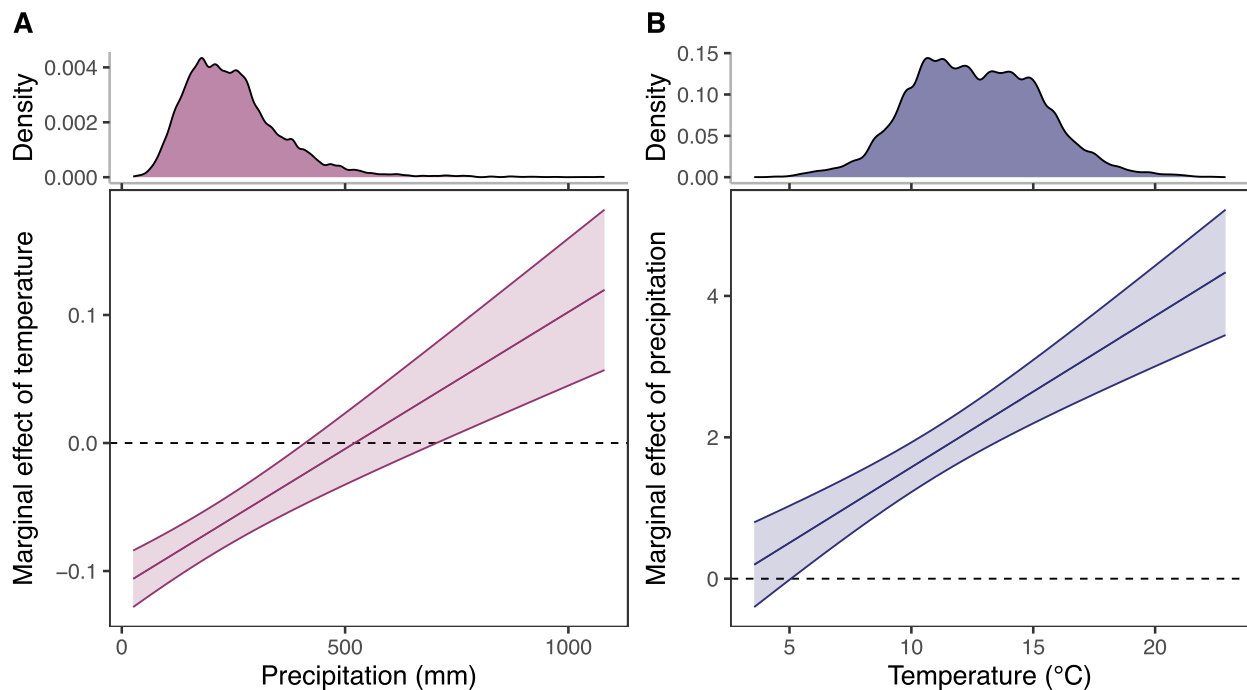 A
Density
0.004
0.002
0.000
Marginal effect of temperature
0.1
0.0
−0.1
0
500
1000
Precipitation (mm)
B
Density
0.15
0.10
0.05
0.00
Marginal effect of precipitation
4
2
0
5
10
15
20
Temperature (°C)